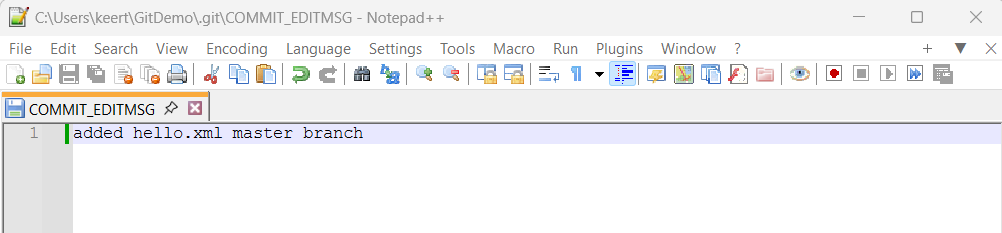 C:\Users\keert\GitDemo\.git\COMMIT_EDITMSG - Notepad++
File Edit Search View Encoding Language Settings Tools Macro Run Plugins Window ? + ▼ X
COMMIT_EDITMSG
1 added hello.xml master branch